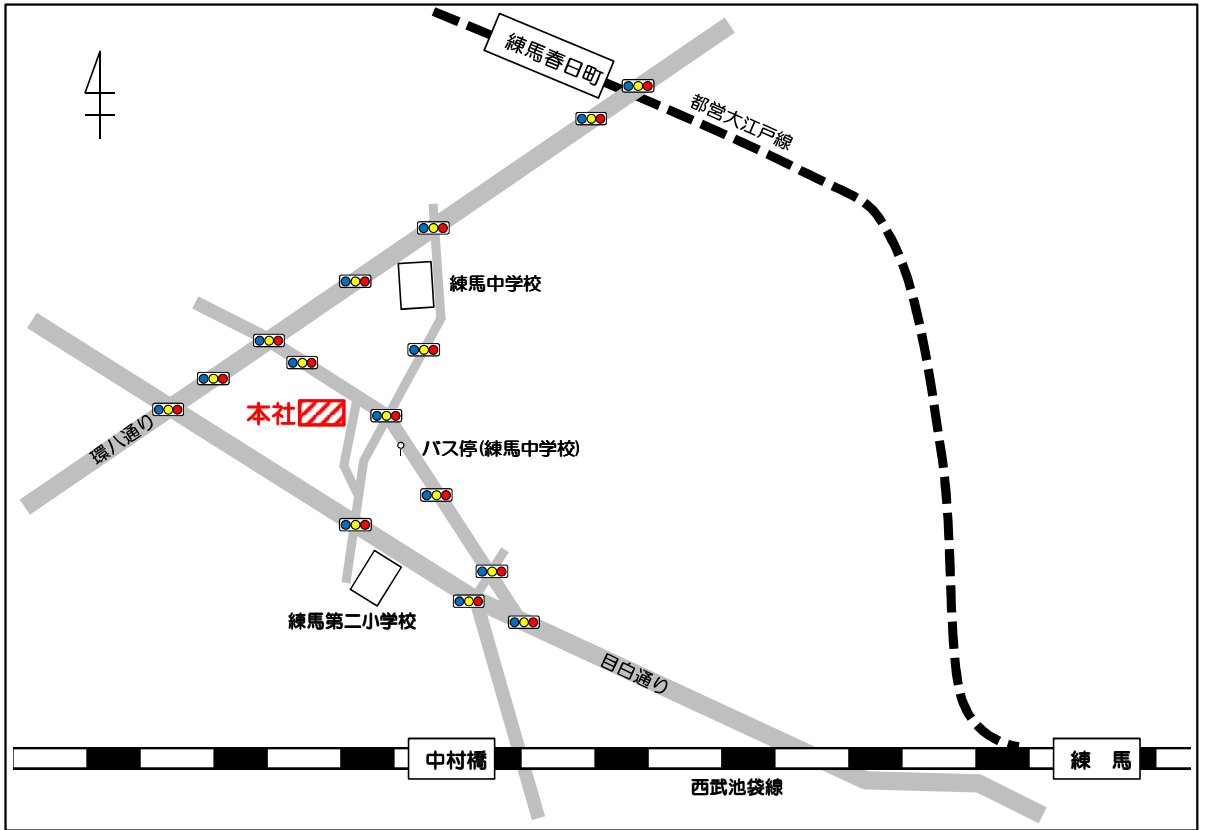 練馬春日町
都営大江戸線
練馬中学校
本社
環八通り
バス停(練馬中学校)
練馬第二小学校
目白通り
中村橋
練　馬
西武池袋線